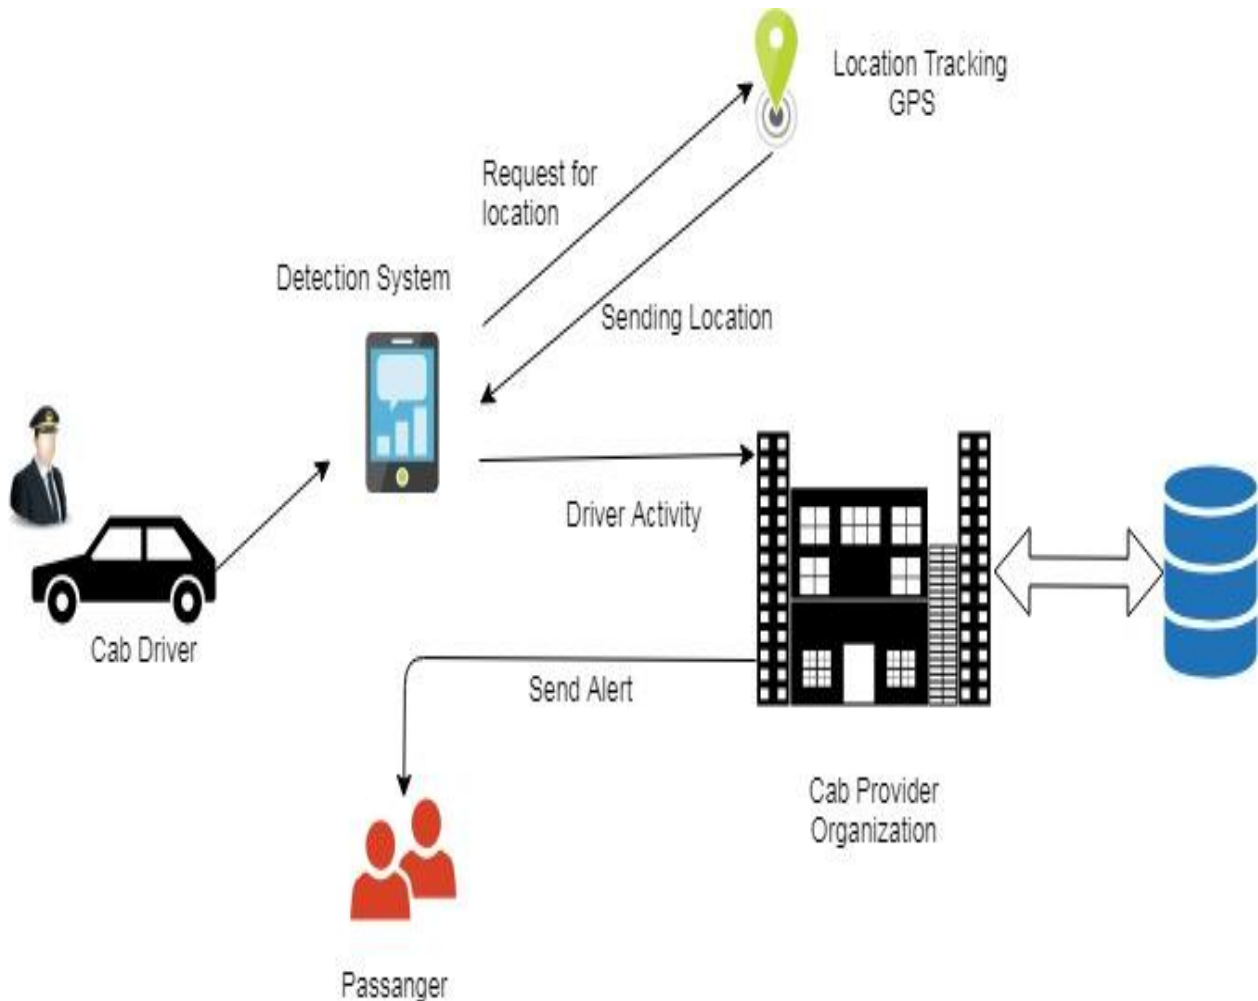 Location Tracking
GPS
Request for
location
Detection System
Sending Location
Driver Activity
Cab Driver
Send Alert
Cab Provider
Organization
Passanger